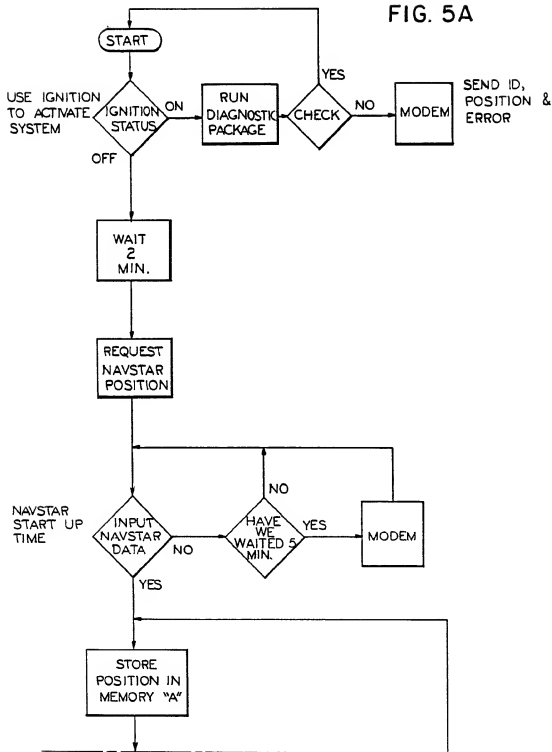 FIG. 5A
START
USE IGNITION
TO ACTIVATE
SYSTEM
IGNITION
STATUS
ON
OFF
RUN
DIAGNOSTIC
PACKAGE
CHECK
YES
NO
MODEM
SEND ID,
POSITION &
ERROR
WAIT
2
MIN.
REQUEST
NAVSTAR
POSITION
NAVSTAR
START UP
TIME
INPUT
NAVSTAR
DATA
NO
YES
HAVE
WE
WAITED 5
MIN.
NO
YES
MODEM
STORE
POSITION IN
MEMORY "A"